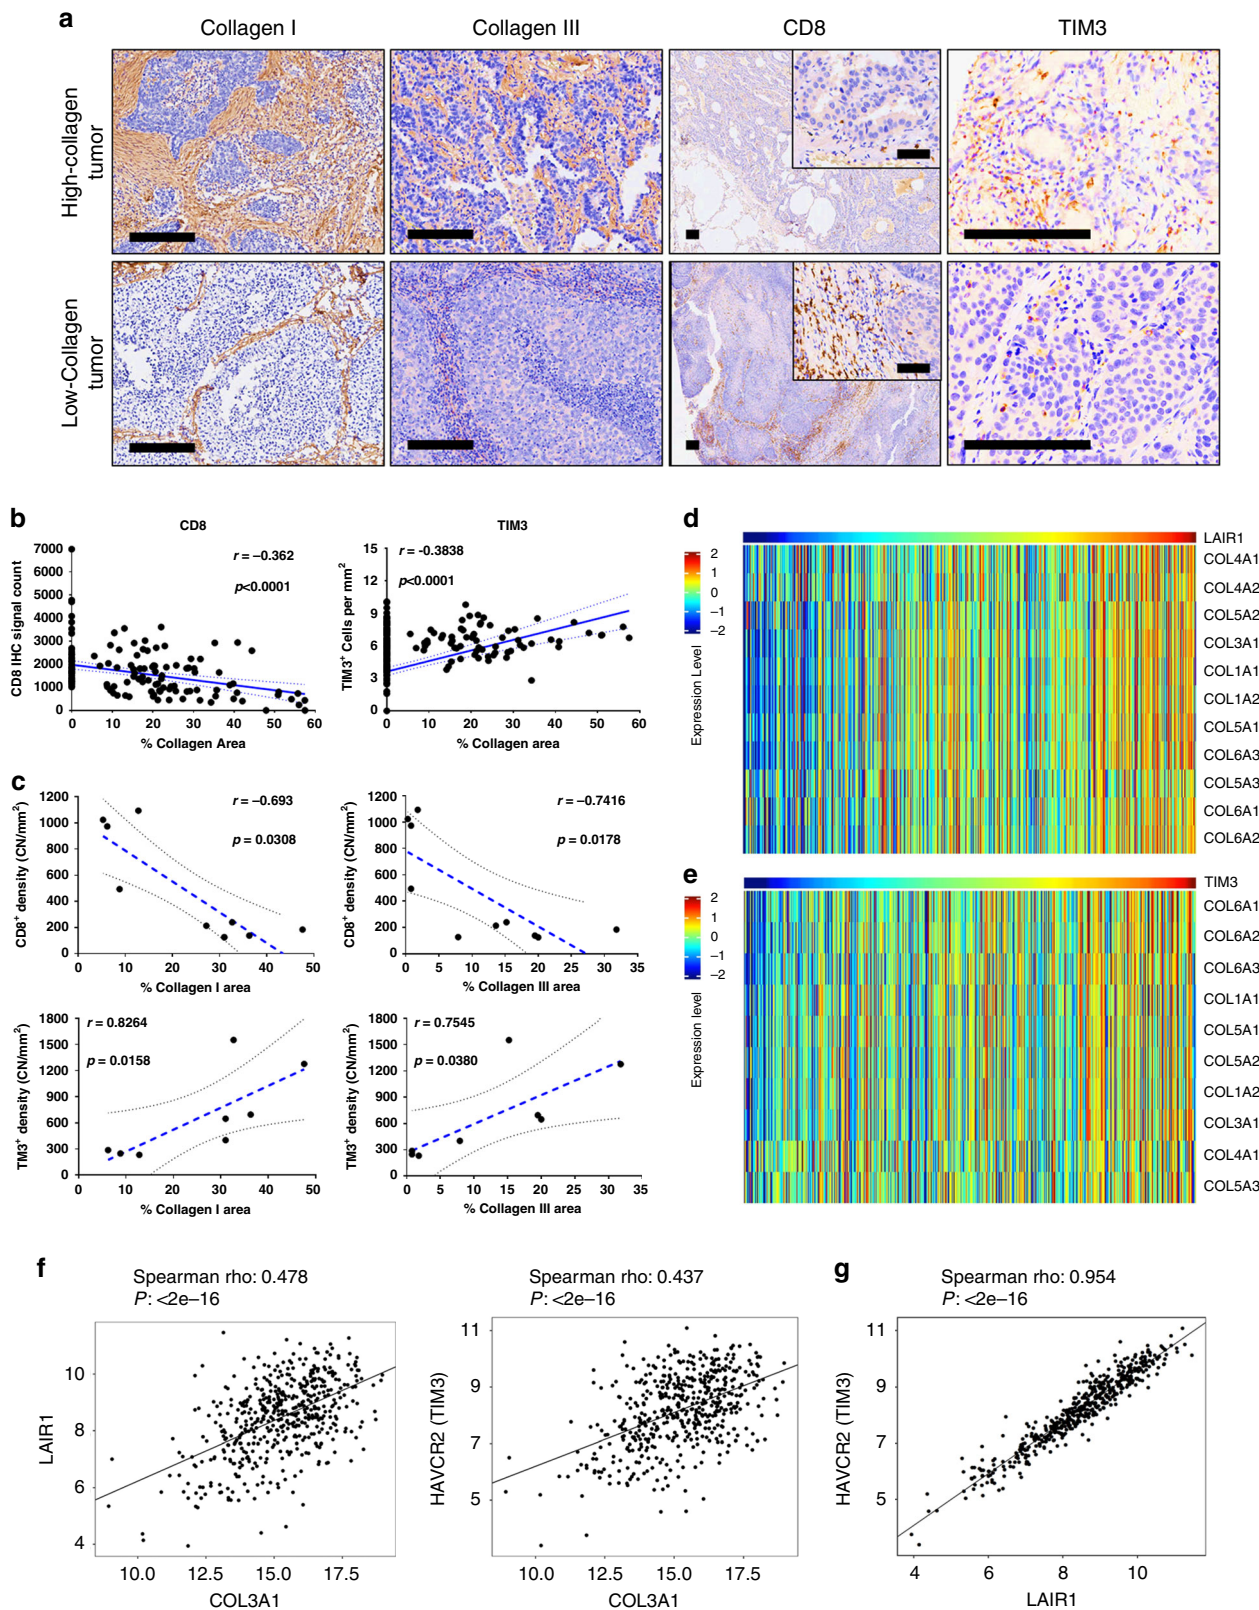 a
Collagen I
Collagen III
CD8
TIM3
High-collagen
tumor
Low-Collagen
tumor
b
CD8
r = −0.362
p<0.0001
CD8 IHC signal count
7000
6000
5000
4000
3000
2000
1000
0
0 10 20 30 40 50 60
% Collagen Area
TIM3
r = -0.3838
p<0.0001
TIM3⁺ Cells per mm²
15
12
9
6
3
0
0 10 20 30 40 50 60
% Collagen area
c
r = −0.693
p = 0.0308
CD8⁺ density (CN/mm²)
1200
1000
800
600
400
200
0
0 10 20 30 40 50
% Collagen I area
r = −0.7416
p = 0.0178
CD8⁺ density (CN/mm²)
1200
1000
800
600
400
200
0
0 5 10 15 20 25 30 35
% Collagen III area
r = 0.8264
p = 0.0158
TM3⁺ density (CN/mm²)
1800
1500
1200
900
600
300
0
0 10 20 30 40 50
% Collagen I area
r = 0.7545
p = 0.0380
TM3⁺ density (CN/mm²)
1800
1500
1200
900
600
300
0
0 5 10 15 20 25 30 35
% Collagen III area
d
2
1
0
−1
−2
Expression Level
LAIR1
COL4A1
COL4A2
COL5A2
COL3A1
COL1A1
COL1A2
COL5A1
COL6A3
COL5A3
COL6A1
COL6A2
e
2
1
0
−1
−2
Expression level
TIM3
COL6A1
COL6A2
COL6A3
COL1A1
COL5A1
COL5A2
COL1A2
COL3A1
COL4A1
COL5A3
f
Spearman rho: 0.478
P: <2e−16
LAIR1
10
8
6
4
10.0 12.5 15.0 17.5
COL3A1
Spearman rho: 0.437
P: <2e−16
HAVCR2 (TIM3)
11
9
7
5
10.0 12.5 15.0 17.5
COL3A1
g
Spearman rho: 0.954
P: <2e−16
HAVCR2 (TIM3)
11
9
7
5
4 6 8 10
LAIR1